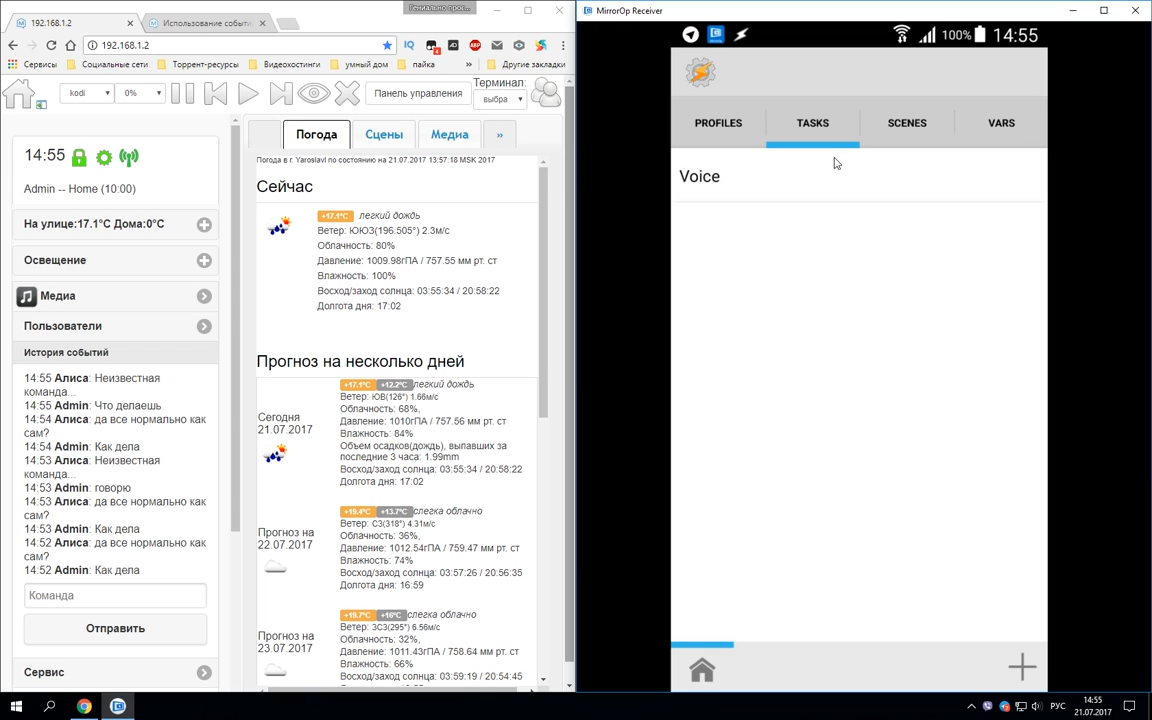 192.168.1.2
Использование событи
Гениально прос...
192.168.1.2
IQ
4
AD
ABP
Сервисы
Социальные сети
Торрент-ресурсы
Видеохостинги
умный дом
пайка
»
Другие закладки
kodi
0%
Панель управления
Терминал:
выбра
14:55
Admin -- Home (10:00)
На улице:17.1°C Дома:0°C
Освещение
Медиа
Пользователи
История событий
14:55 Алиса: Неизвестная
команда...
14:55 Admin: Что делаешь
14:54 Алиса: да все нормально как
сам?
14:54 Admin: Как дела
14:53 Алиса: Неизвестная
команда...
14:53 Admin: говорю
14:53 Алиса: да все нормально как
сам?
14:53 Admin: Как дела
14:52 Алиса: да все нормально как
сам?
14:52 Admin: Как дела
Команда
Отправить
Сервис
Погода
Сцены
Медиа
»
Погода в г. Yaroslavl по состоянию на 21.07.2017 13:57:18 MSK 2017
Сейчас
+17.1°C легкий дождь
Ветер: ЮЮЗ(196.505°) 2.3м/с
Облачность: 80%
Давление: 1009.98гПА / 757.55 мм рт. ст
Влажность: 100%
Восход/заход солнца: 03:55:34 / 20:58:22
Долгота дня: 17:02
Прогноз на несколько дней
Сегодня
21.07.2017
+17.1°C +12.2°C легкий дождь
Ветер: ЮВ(126°) 1.66м/с
Облачность: 68%,
Давление: 1010гПА / 757.56 мм рт. ст
Влажность: 84%
Объем осадков(дождь), выпавших за
последние 3 часа: 1.99mm
Восход/заход солнца: 03:55:34 / 20:58:22
Долгота дня: 17:02
Прогноз на
22.07.2017
+19.4°C +13.7°C слегка облачно
Ветер: СЗ(318°) 4.31м/с
Облачность: 36%,
Давление: 1012.54гПА / 759.47 мм рт. ст
Влажность: 74%
Восход/заход солнца: 03:57:26 / 20:56:35
Долгота дня: 16:59
Прогноз на
23.07.2017
+19.7°C +16°C слегка облачно
Ветер: ЗСЗ(295°) 6.56м/с
Облачность: 32%,
Давление: 1011.43гПА / 758.64 мм рт. ст
Влажность: 66%
Восход/заход солнца: 03:59:19 / 20:54:45
MirrorOp Receiver
100%
14:55
PROFILES
TASKS
SCENES
VARS
Voice
РУС
14:55
21.07.2017